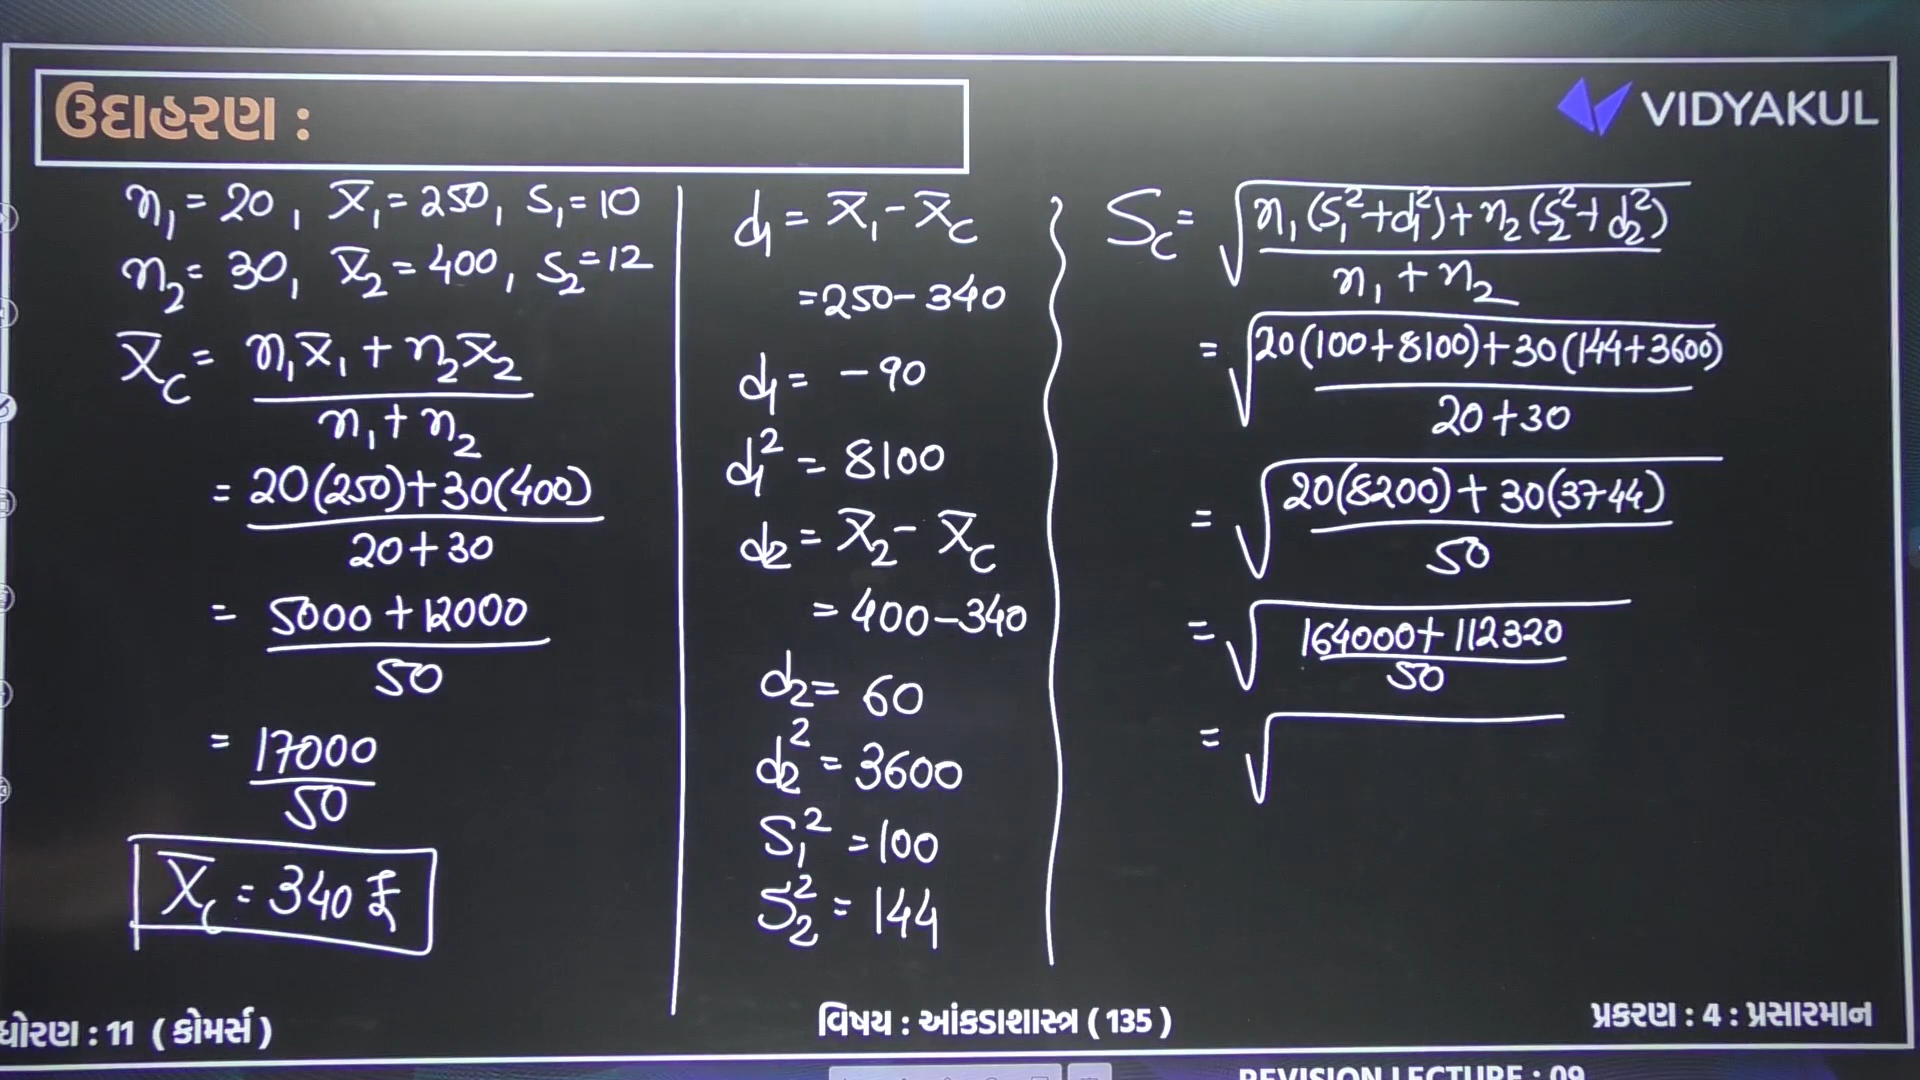 ઉદાહરણ :
VIDYAKUL
n₁ = 20, x̄₁ = 250, S₁ = 10
n₂ = 30, x̄₂ = 400, S₂ = 12
x̄c = n₁x̄₁ + n₂x̄₂
n₁ + n₂
= 20(250) + 30(400)
20 + 30
= 5000 + 12000
50
= 17000
50
x̄c = 340 ₹
d₁ = x̄₁ - x̄c
= 250 - 340
d₁ = -90
d₁² = 8100
d₂ = x̄₂ - x̄c
= 400 - 340
d₂ = 60
d₂² = 3600
S₁² = 100
S₂² = 144
Sc = √ n₁(S₁² + d₁²) + n₂(S₂² + d₂²)
n₁ + n₂
= √ 20(100 + 8100) + 30(144 + 3600)
20 + 30
= √ 20(8200) + 30(3744)
50
= √ 164000 + 112320
50
= √
ધોરણ : 11 ( કોમર્સ )
વિષય : આંકડાશાસ્ત્ર ( 135 )
પ્રકરણ : 4 : પ્રસારમાન
REVISION LECTURE : 09